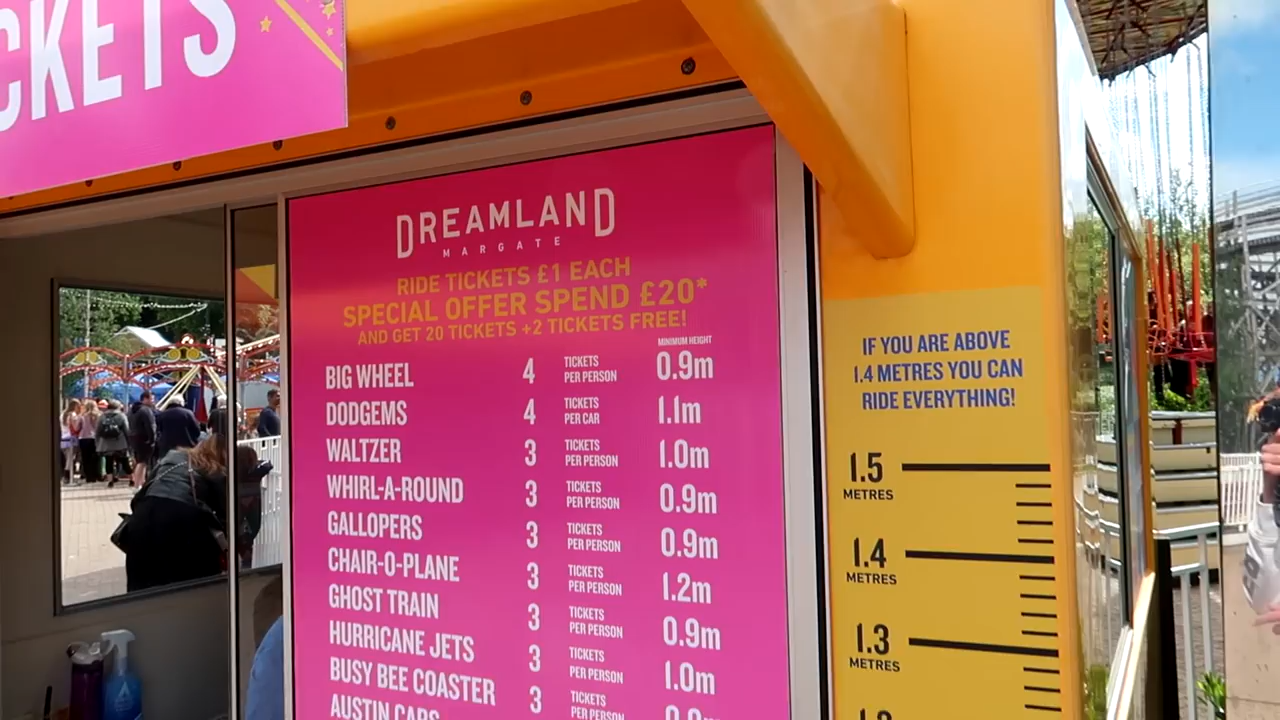 CKETS
DREAMLAND
MARGATE
RIDE TICKETS £1 EACH
SPECIAL OFFER SPEND £20*
AND GET 20 TICKETS +2 TICKETS FREE!
MINIMUM HEIGHT
BIG WHEEL 4 TICKETS PER PERSON 0.9m
DODGEMS 4 TICKETS PER CAR 1.1m
WALTZER 3 TICKETS PER PERSON 1.0m
WHIRL-A-ROUND 3 TICKETS PER PERSON 0.9m
GALLOPERS 3 TICKETS PER PERSON 0.9m
CHAIR-O-PLANE 3 TICKETS PER PERSON 1.2m
GHOST TRAIN 3 TICKETS PER PERSON 0.9m
HURRICANE JETS 3 TICKETS PER PERSON 1.0m
BUSY BEE COASTER 3 TICKETS
AUSTIN CARS
IF YOU ARE ABOVE
1.4 METRES YOU CAN
RIDE EVERYTHING!
1.5
METRES
1.4
METRES
1.3
METRES